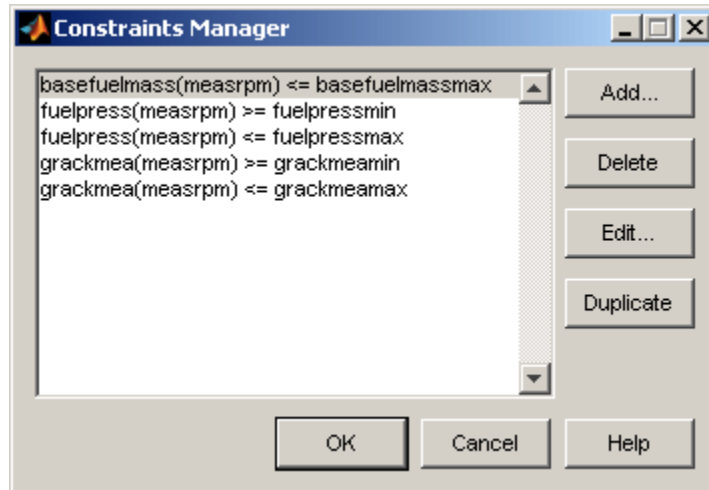 Constraints Manager
basefuelmass(measrpm) <= basefuelmassmax
fuelpress(measrpm) >= fuelpressmin
fuelpress(measrpm) <= fuelpressmax
grackmea(measrpm) >= grackmeamin
grackmea(measrpm) <= grackmeamax
Add...
Delete
Edit...
Duplicate
OK
Cancel
Help